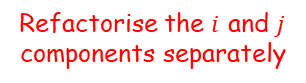 Refactorise the i and j
components separately